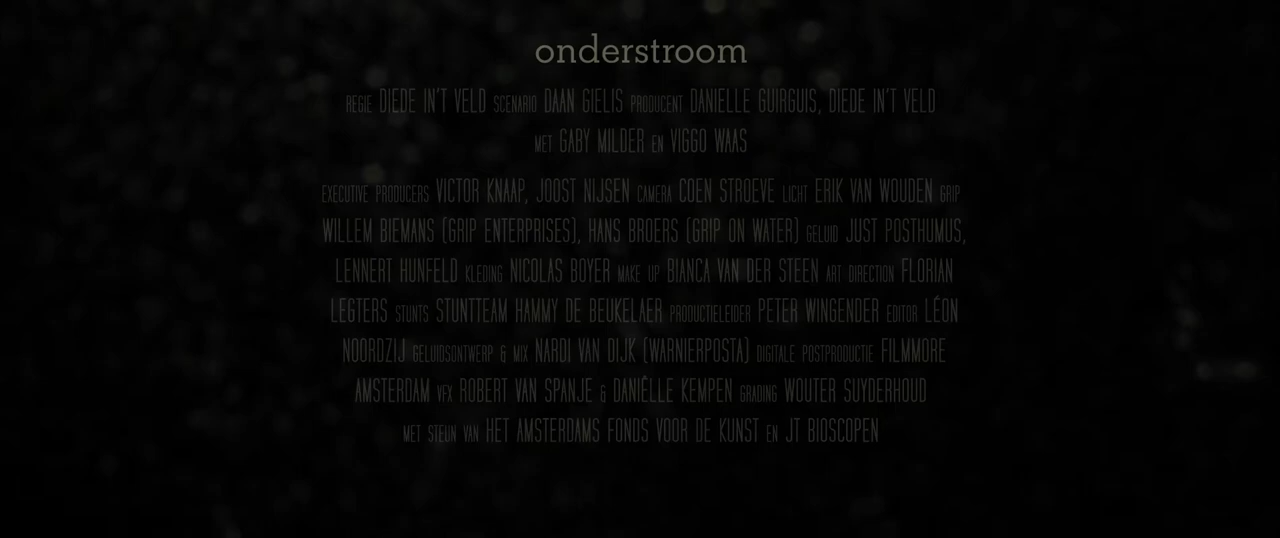 onderstroom
REGIE DIEDE IN'T VELD SCENARIO DAAN GIELIS PRODUCENT DANIELLE GUIRGUIS, DIEDE IN'T VELD
MET GABY MILDER EN VIGGO WAAS
EXECUTIVE PRODUCERS VICTOR KNAAP, JOOST NIJSEN CAMERA COEN STROEVE LICHT ERIK VAN WOUDEN GRIP
WILLEM BIEMANS (GRIP ENTERPRISES), HANS BROERS (GRIP ON WATER) GELUID JUST POSTHUMUS,
LENNERT HUNFELD KLEDING NICOLAS BOYER MAKE UP BIANCA VAN DER STEEN ART DIRECTION FLORIAN
LEGTERS STUNTS STUNTTEAM HAMMY DE BEUKELAER PRODUCTIELEIDER PETER WINGENDER EDITOR LÉON
NOORDZIJ GELUIDSONTWERP & MIX NARDI VAN DIJK (WARNIERPOSTA) DIGITALE POSTPRODUCTIE FILMMORE
AMSTERDAM VFX ROBERT VAN SPANJE & DANIËLLE KEMPEN GRADING WOUTER SUYDERHOUD
MET STEUN VAN HET AMSTERDAMS FONDS VOOR DE KUNST EN JT BIOSCOPEN